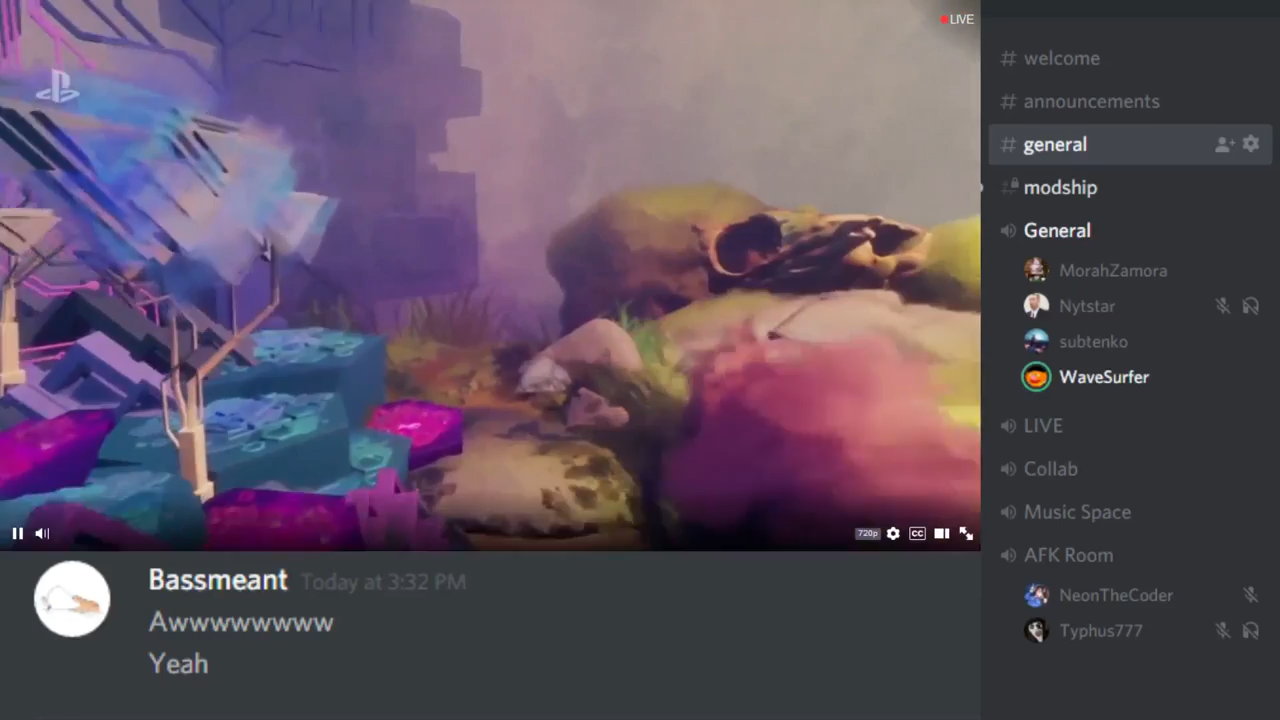 LIVE
720p
CC
Bassmeant Today at 3:32 PM
Awwwwwwww
Yeah
# welcome
# announcements
# general
# modship
General
MorahZamora
Nytstar
subtenko
WaveSurfer
LIVE
Collab
Music Space
AFK Room
NeonTheCoder
Typhus777